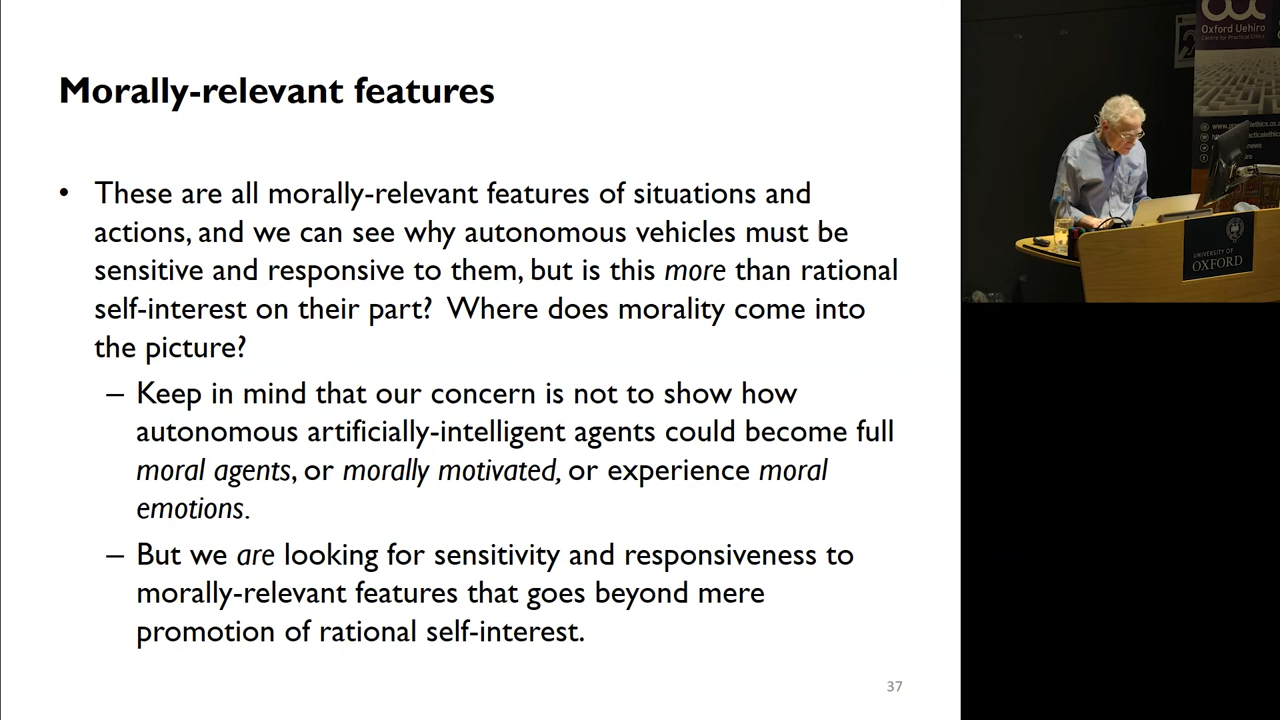 Morally-relevant features
• These are all morally-relevant features of situations and
actions, and we can see why autonomous vehicles must be
sensitive and responsive to them, but is this more than rational
self-interest on their part?  Where does morality come into
the picture?
– Keep in mind that our concern is not to show how
autonomous artificially-intelligent agents could become full
moral agents, or morally motivated, or experience moral
emotions.
– But we are looking for sensitivity and responsiveness to
morally-relevant features that goes beyond mere
promotion of rational self-interest.
37
Oxford Uehiro
Centre for Practical Ethics
UNIVERSITY OF
OXFORD